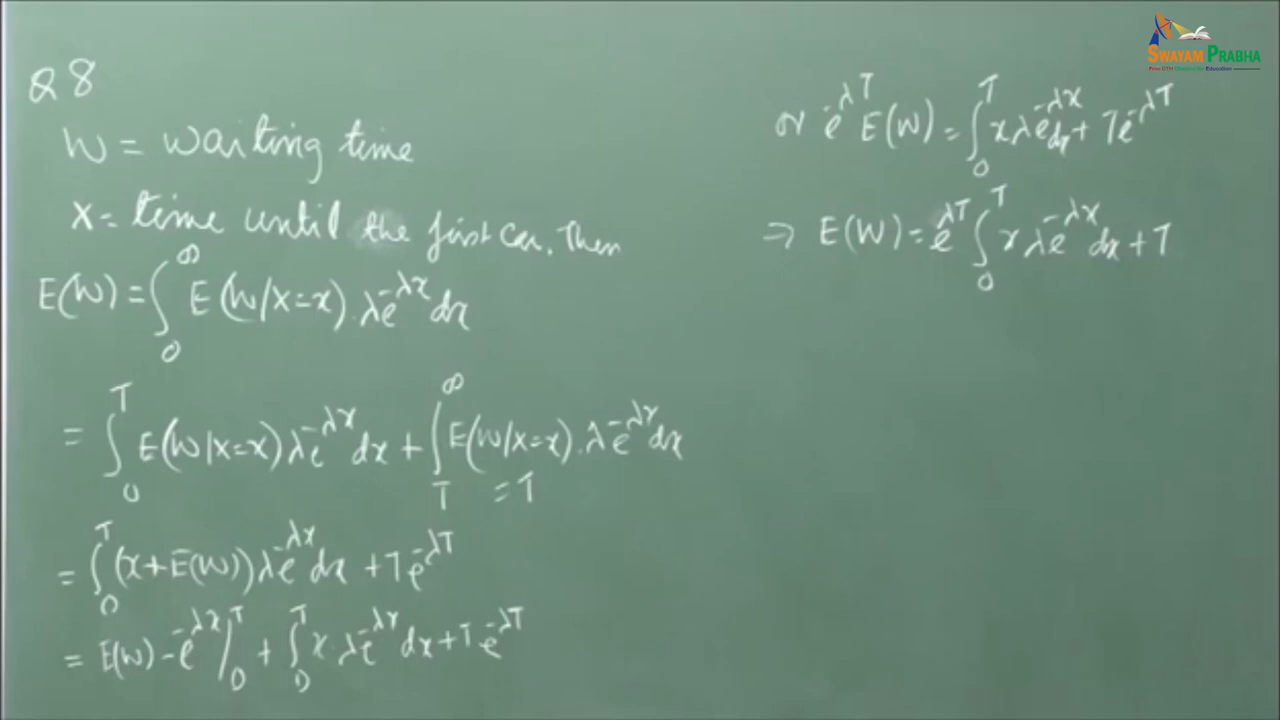 Q 8
W = waiting time
X = time until the first car. Then
E(W) = ∫₀^∞ E(W/X=x). λe^{-λx} dx
= ∫₀^T E(W|X=x) λe^{-λx} dx + ∫_T^∞ E(W/X=x). λe^{-λx} dx
= T
= ∫₀^T (x+E(W)) λe^{-λx} dx + Te^{-λT}
= E(W) -e^{-λx}|₀^T + ∫₀^T x. λe^{-λx} dx + Te^{-λT}
or e^{-λT} E(W) = ∫₀^T xλe^{-λx} dx + Te^{-λT}
⇒ E(W) = e^{λT} ∫₀^T xλe^{-λx} dx + T
SWAYAM PRABHA